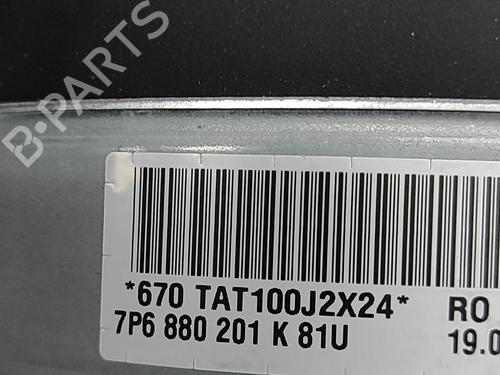 B-PARTS
*670 TAT100J2X24* RO
7P6 880 201 K 81U 19.0